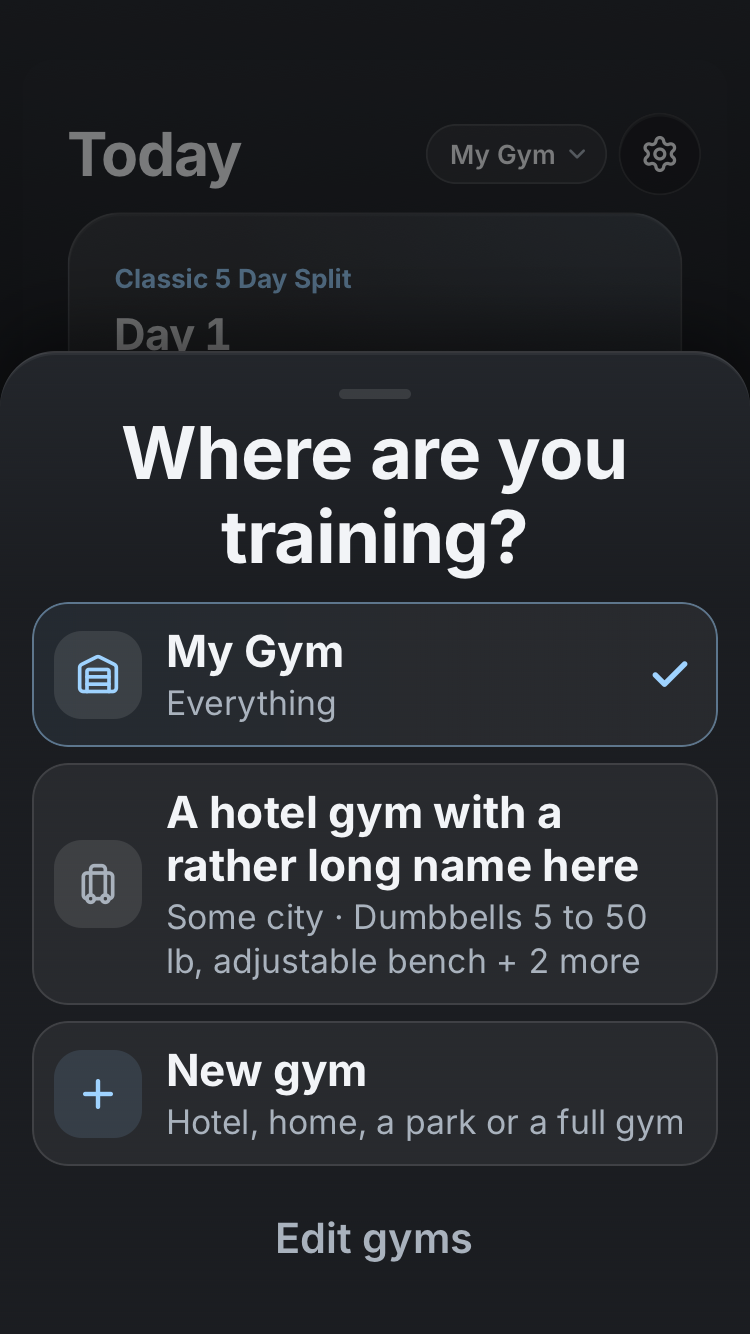 Today
My Gym
Classic 5 Day Split
Day 1
Where are you
training?
My Gym
Everything
A hotel gym with a
rather long name here
Some city · Dumbbells 5 to 50
lb, adjustable bench + 2 more
New gym
Hotel, home, a park or a full gym
Edit gyms